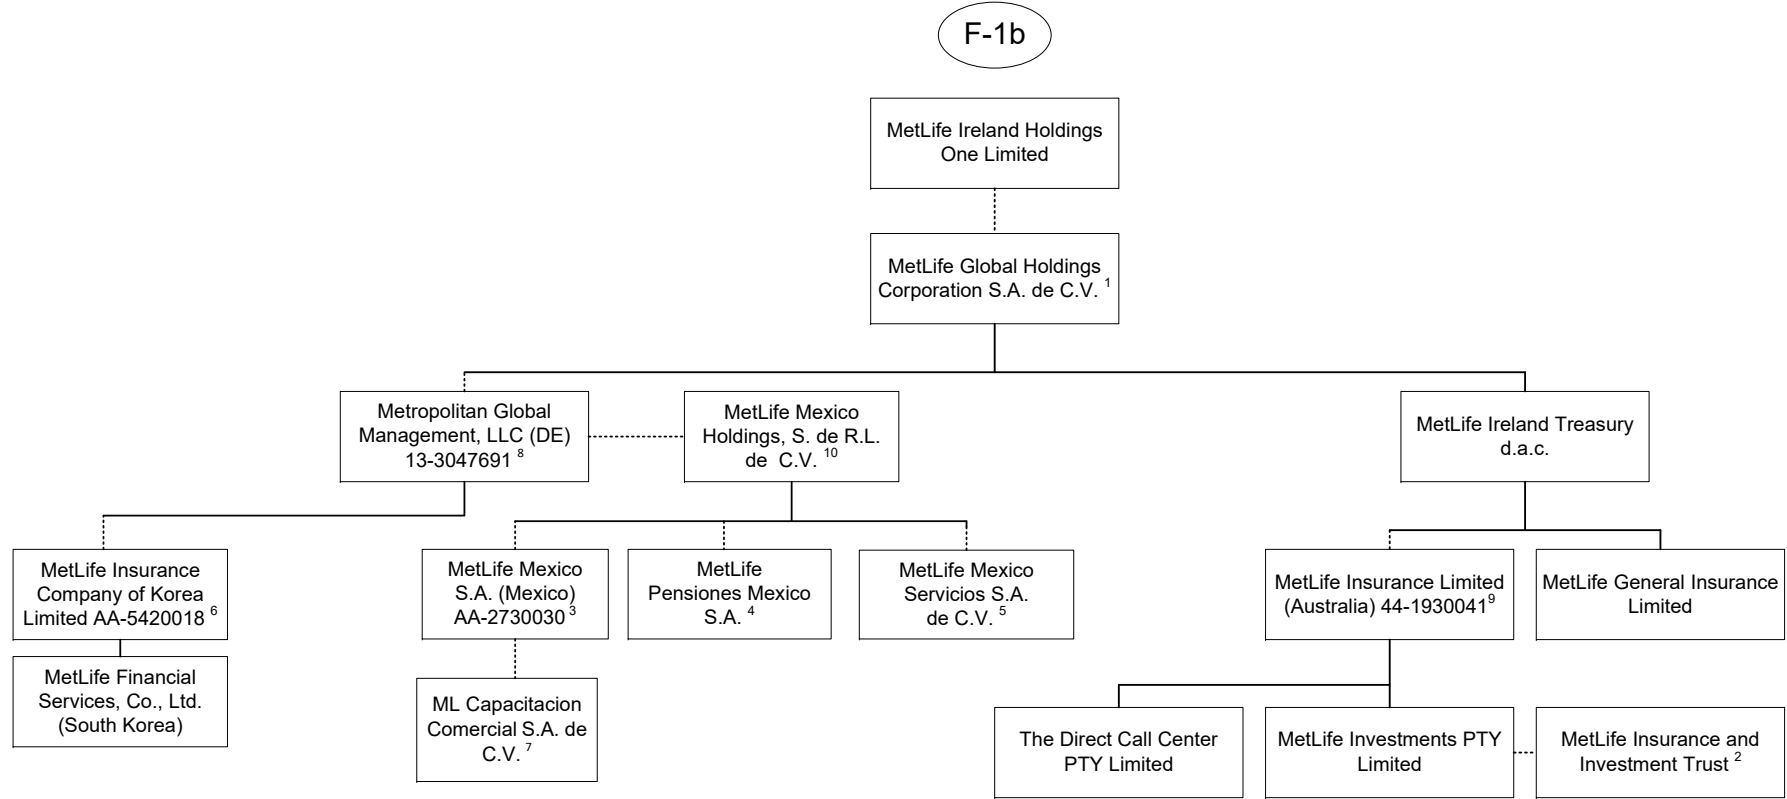 F-1b
MetLife Ireland Holdings
One Limited
MetLife Global Holdings
Corporation S.A. de C.V. 1
Metropolitan Global
Management, LLC (DE)
13-3047691 8
MetLife Mexico
Holdings, S. de R.L.
de C.V. 10
MetLife Ireland Treasury
d.a.c.
MetLife Insurance
Company of Korea
Limited AA-5420018 6
MetLife Mexico
S.A. (Mexico)
AA-2730030 3
MetLife
Pensiones Mexico
S.A. 4
MetLife Mexico
Servicios S.A.
de C.V. 5
MetLife Insurance Limited
(Australia) 44-1930041 9
MetLife General Insurance
Limited
MetLife Financial
Services, Co., Ltd.
(South Korea)
ML Capacitacion
Comercial S.A. de
C.V. 7
The Direct Call Center
PTY Limited
MetLife Investments PTY
Limited
MetLife Insurance and
Investment Trust 2